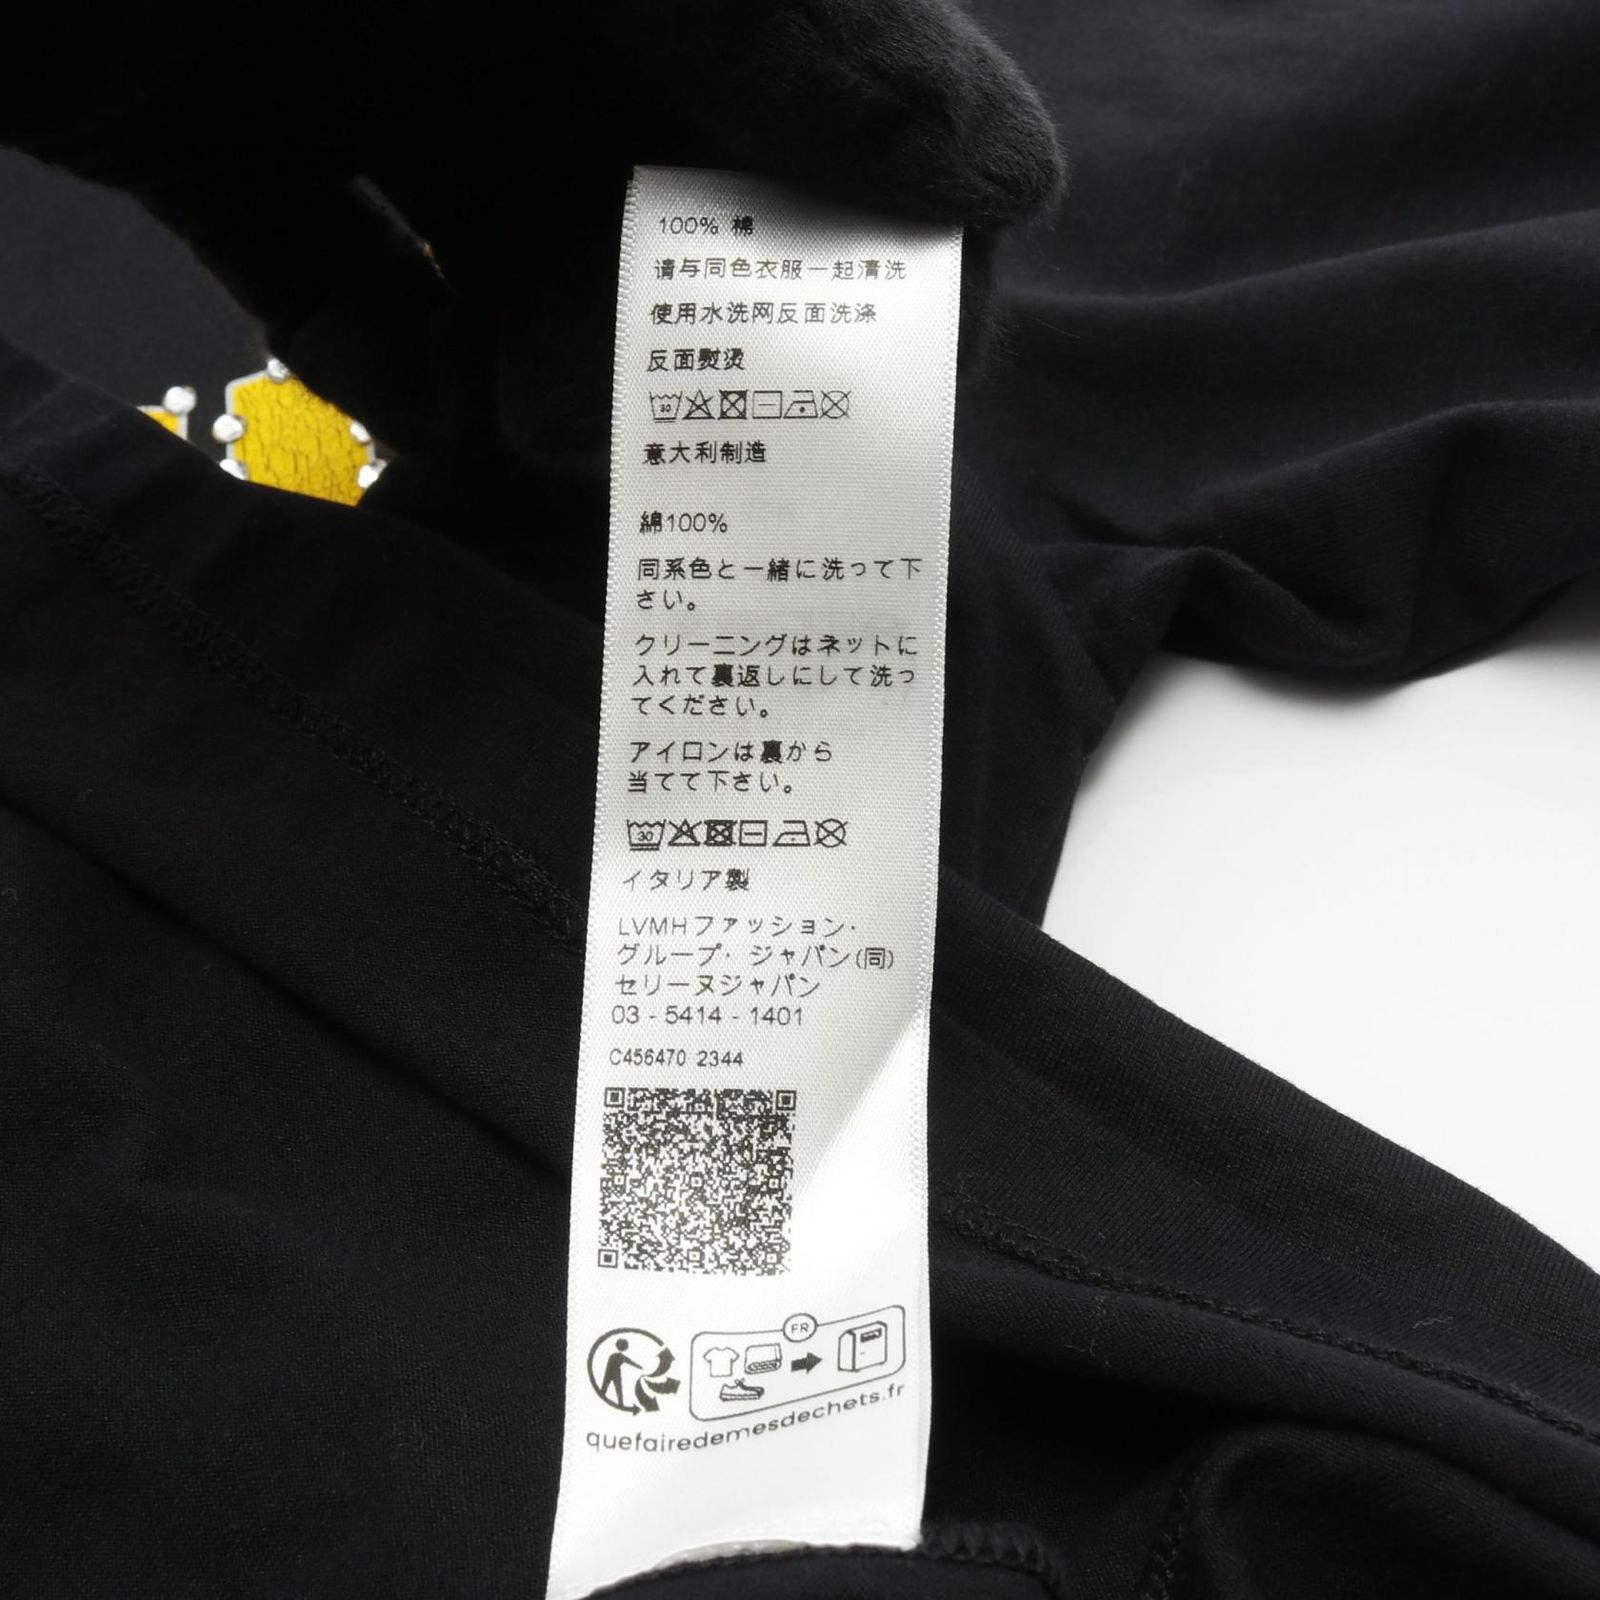 100% 棉
请与同色衣服一起清洗
使用水洗网反面洗涤
反面熨烫
30
意大利制造
綿100%
同系色と一緒に洗って下
さい。
クリーニングはネットに
入れて裏返しにして洗っ
てください。
アイロンは裏から
当てて下さい。
30
イタリア製
LVMHファッション·
グループ· ジャパン(同)
セリーヌジャパン
03 - 5414 - 1401
C456470 2344
FR
quefairedemesdechets.fr